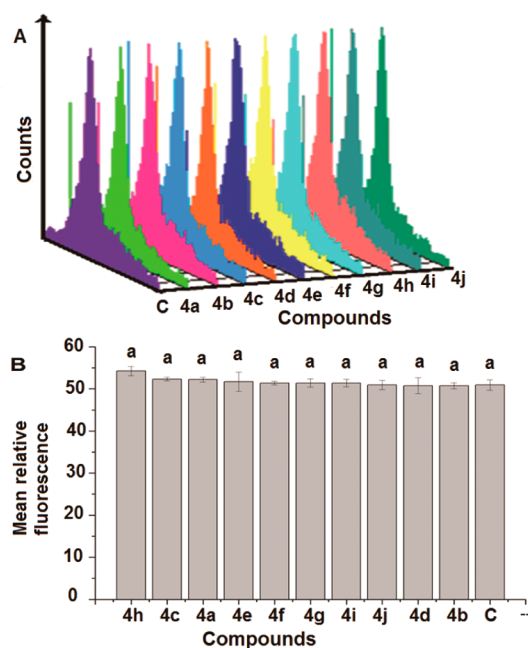 A
Counts
C 4a 4b 4c 4d 4e 4f 4g 4h 4i 4j
Compounds
B
Mean relative
fluorescence
60
50
40
30
20
10
0
a a a a a a a a a a a
4h 4c 4a 4e 4f 4g 4i 4j 4d 4b C --
Compounds